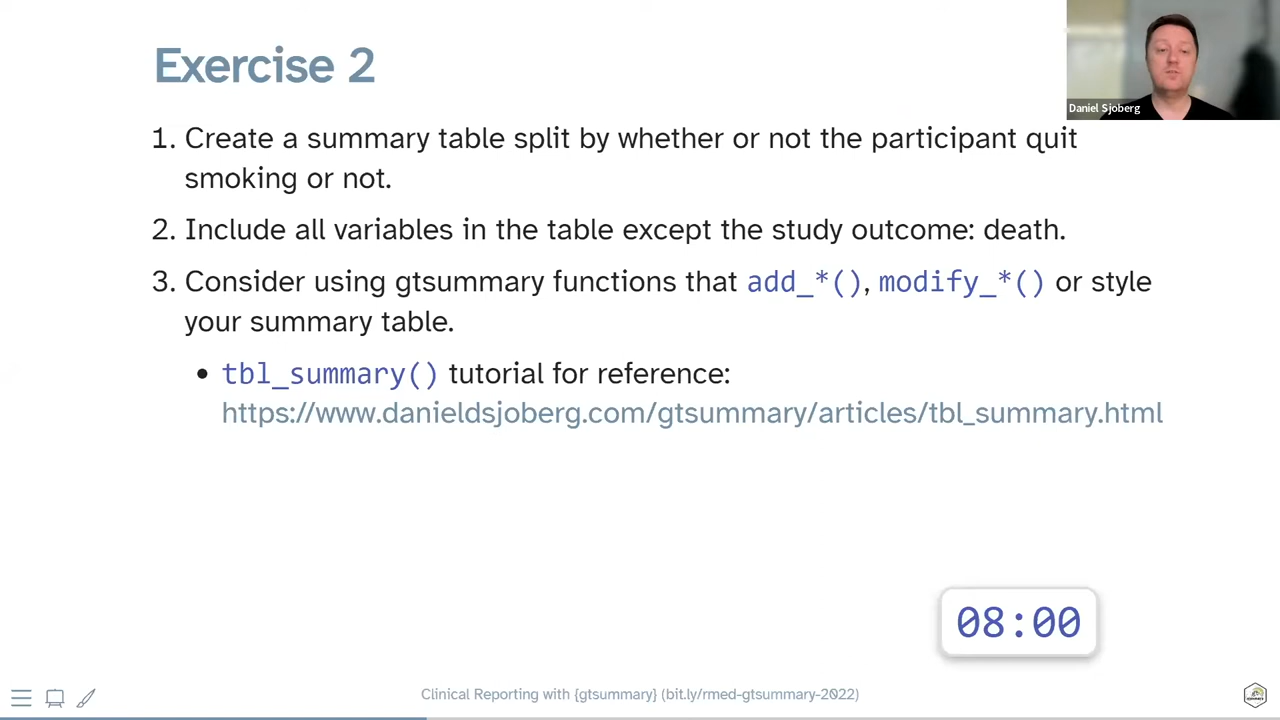 Exercise 2
Daniel Sjoberg
1. Create a summary table split by whether or not the participant quit
smoking or not.
2. Include all variables in the table except the study outcome: death.
3. Consider using gtsummary functions that add_*(), modify_*() or style
your summary table.
• tbl_summary() tutorial for reference:
https://www.danieldsjoberg.com/gtsummary/articles/tbl_summary.html
08:00
Clinical Reporting with {gtsummary} (bit.ly/rmed-gtsummary-2022)